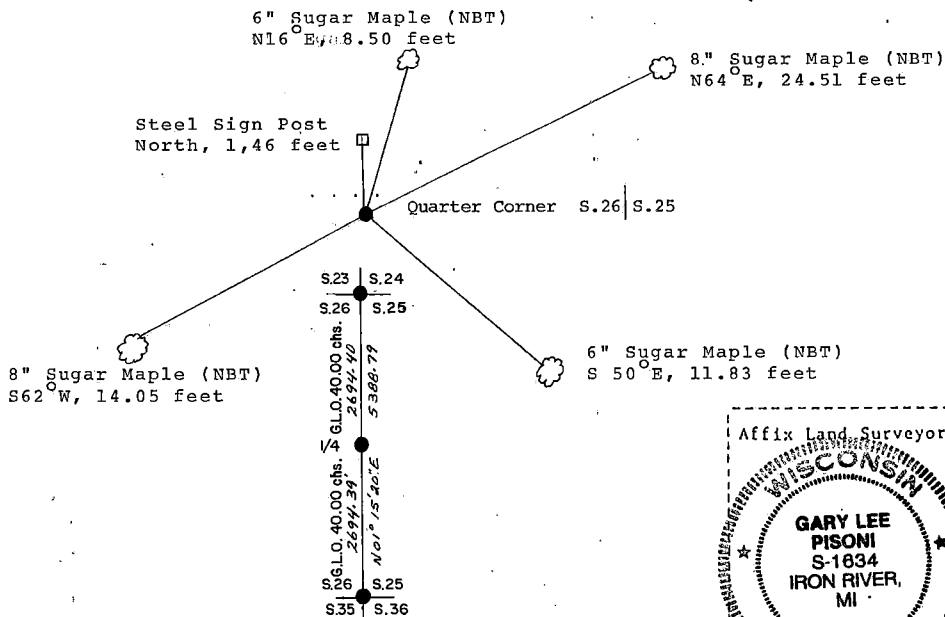 6" Sugar Maple (NBT)
N16°E, 8.50 feet
8" Sugar Maple (NBT)
N64°E, 24.51 feet
Steel Sign Post
North, 1,46 feet
Quarter Corner S.26|S.25
S.23 S.24
S.26 S.25
G.L.O. 40.00 chs.
2694.40
5388.79
8" Sugar Maple (NBT)
S62°W, 14.05 feet
6" Sugar Maple (NBT)
S 50°E, 11.83 feet
1/4
G.L.O. 40.00 chs.
2694.39
N01° 15' 20" E
S.26 S.25
S.35 S.36
Affix Land Surveyor
WISCONSIN
GARY LEE
PISONI
S-1634
IRON RIVER,
MI